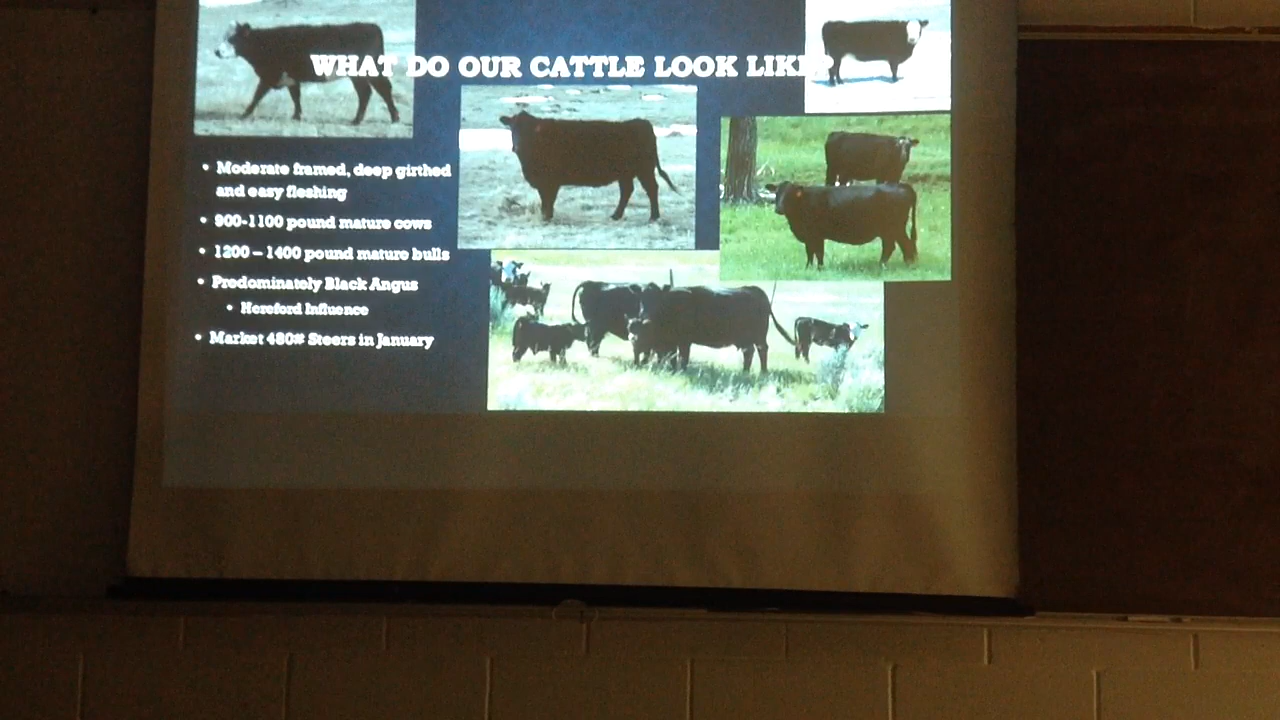 WHAT DO OUR CATTLE LOOK LIKE?
• Moderate framed, deep girthed
and easy fleshing
• 900-1100 pound mature cows
• 1200 – 1400 pound mature bulls
• Predominately Black Angus
• Hereford Influence
• Market 480# Steers in January